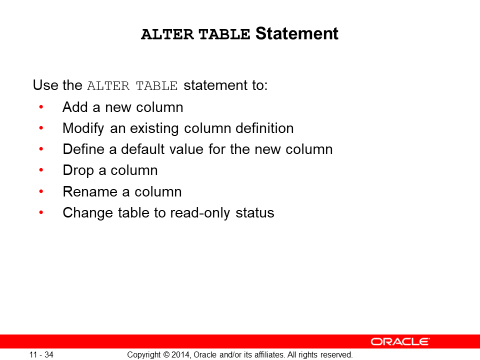 ALTER TABLE Statement
Use the ALTER TABLE statement to:
• Add a new column
• Modify an existing column definition
• Define a default value for the new column
• Drop a column
• Rename a column
• Change table to read-only status
ORACLE
11 - 34 Copyright © 2014, Oracle and/or its affiliates. All rights reserved.